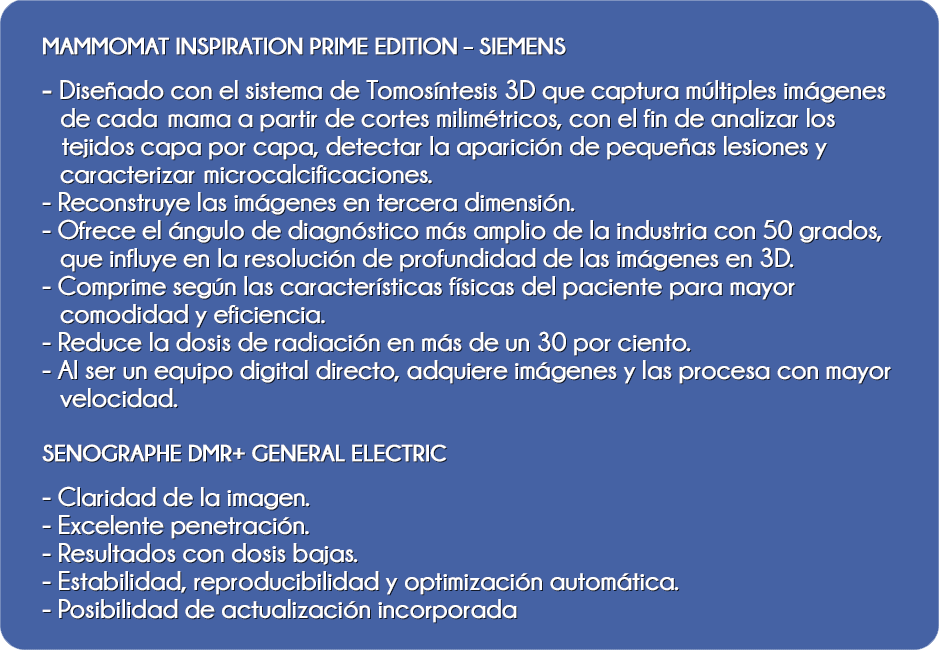 MAMMOMAT INSPIRATION PRIME EDITION – SIEMENS
- Diseñado con el sistema de Tomosíntesis 3D que captura múltiples imágenes
de cada mama a partir de cortes milimétricos, con el fin de analizar los
tejidos capa por capa, detectar la aparición de pequeñas lesiones y
caracterizar microcalcificaciones.
- Reconstruye las imágenes en tercera dimensión.
- Ofrece el ángulo de diagnóstico más amplio de la industria con 50 grados,
que influye en la resolución de profundidad de las imágenes en 3D.
- Comprime según las características físicas del paciente para mayor
comodidad y eficiencia.
- Reduce la dosis de radiación en más de un 30 por ciento.
- Al ser un equipo digital directo, adquiere imágenes y las procesa con mayor
velocidad.
SENOGRAPHE DMR+ GENERAL ELECTRIC
- Claridad de la imagen.
- Excelente penetración.
- Resultados con dosis bajas.
- Estabilidad, reproducibilidad y optimización automática.
- Posibilidad de actualización incorporada